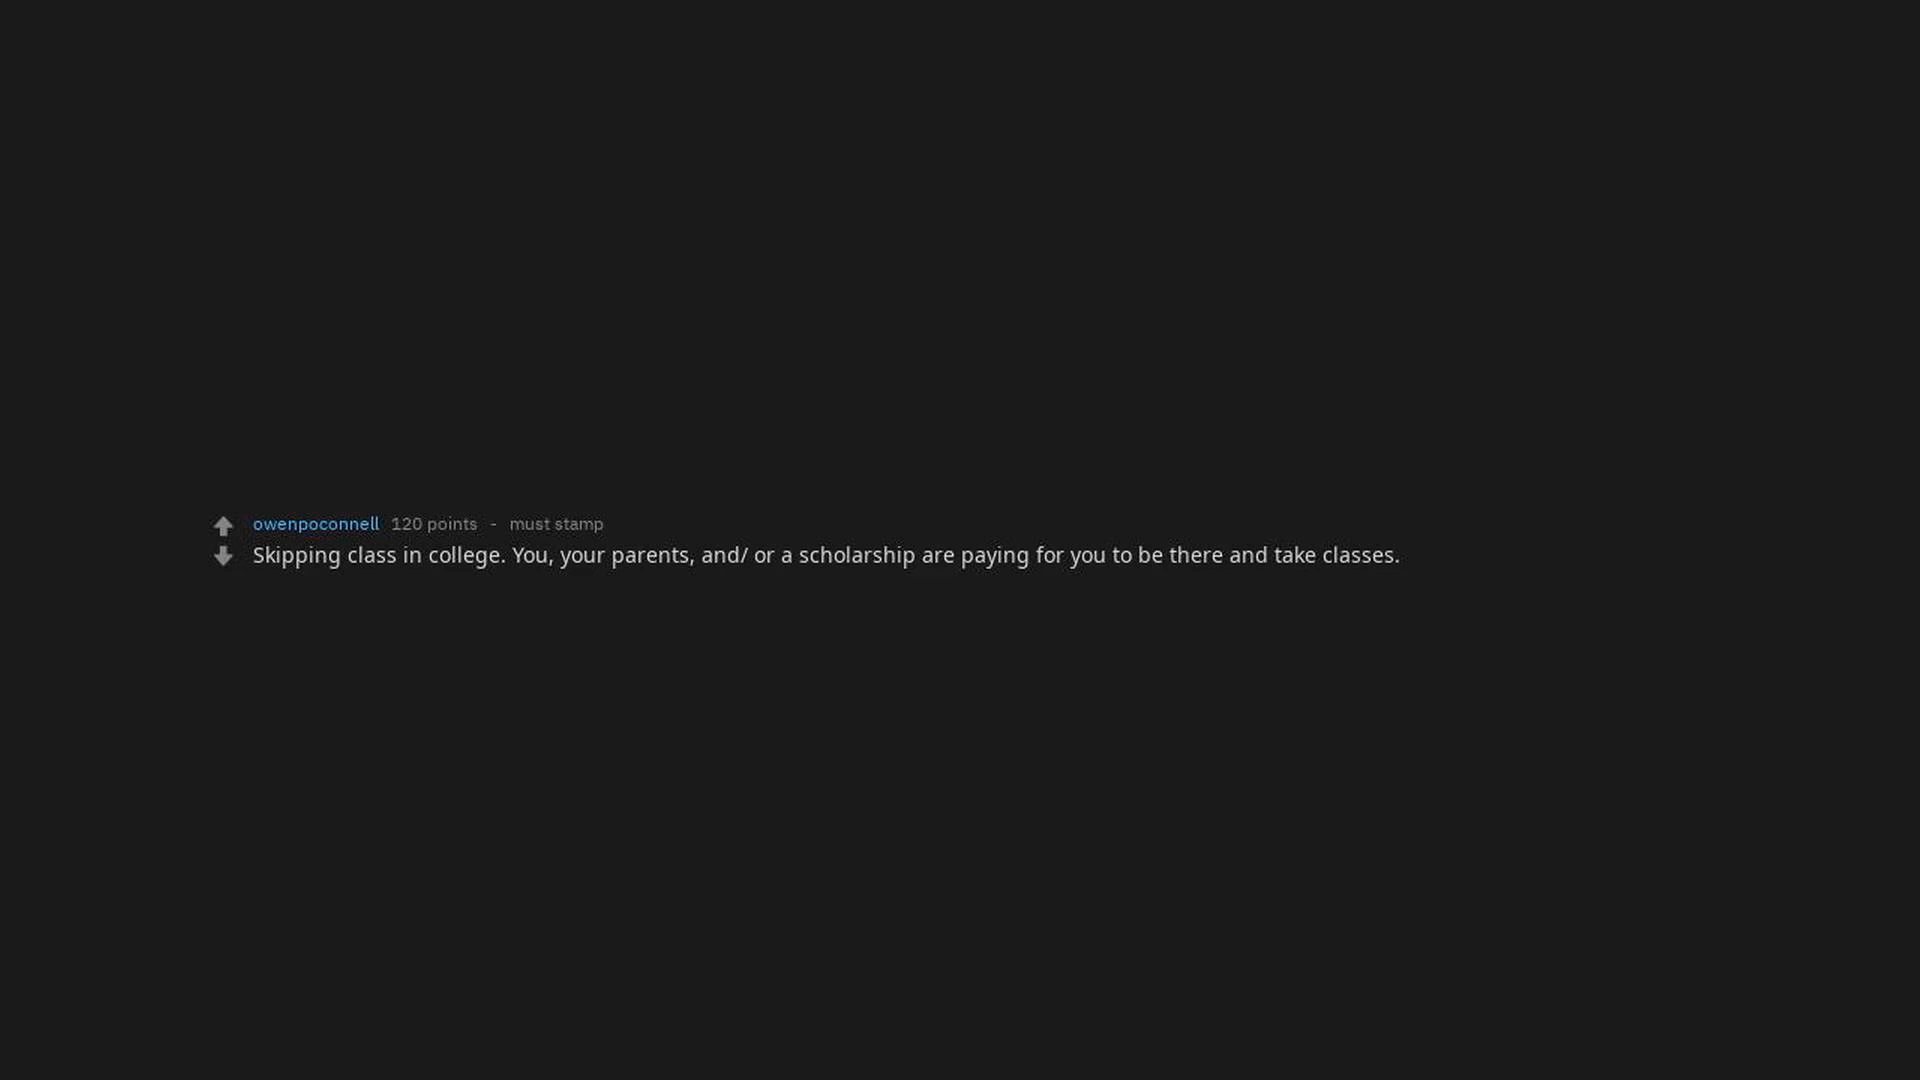 owenpoconnell 120 points - must stamp
Skipping class in college. You, your parents, and/ or a scholarship are paying for you to be there and take classes.